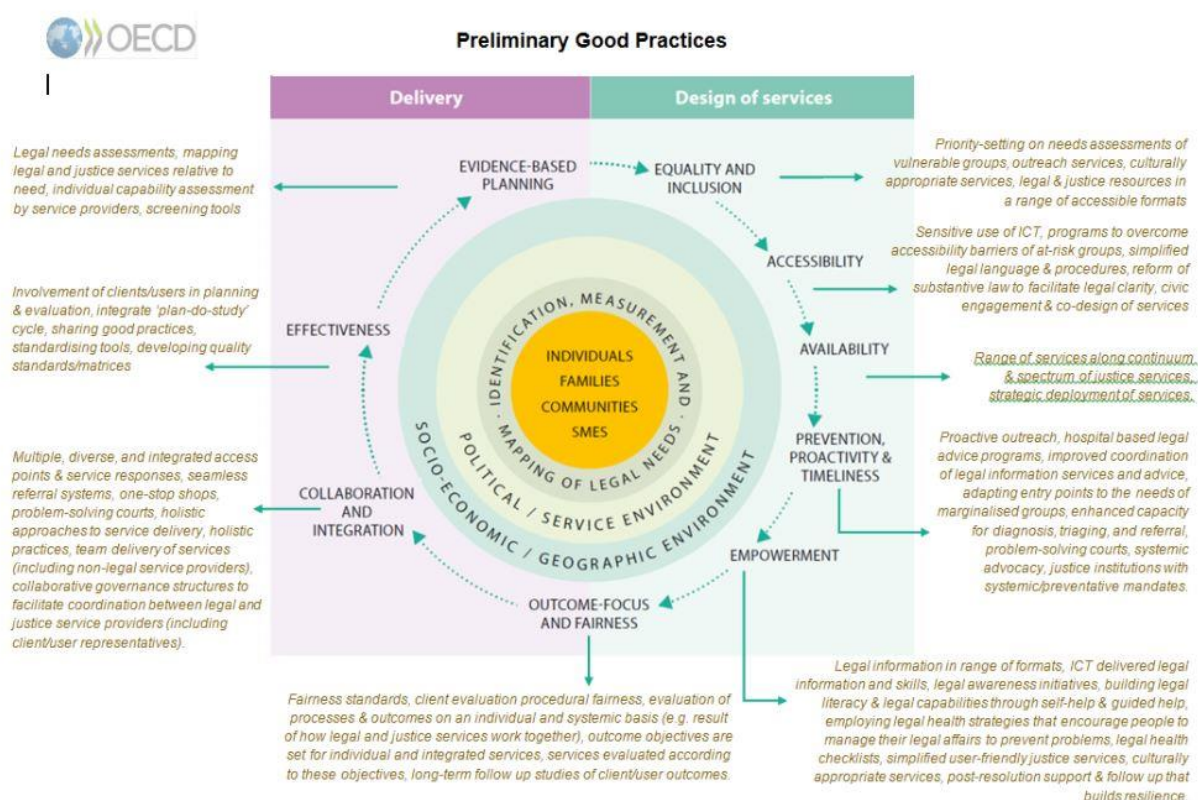 OECD
Preliminary Good Practices
Delivery
Design of services
Legal needs assessments, mapping
legal and justice services relative to
need, individual capability assessment
by service providers, screening tools
EVIDENCE-BASED
PLANNING
EQUALITY AND
INCLUSION
Priority-setting on needs assessments of
vulnerable groups, outreach services, culturally
appropriate services, legal & justice resources in
a range of accessible formats
ACCESSIBILITY
Sensitive use of ICT, programs to overcome
accessibility barriers of at-risk groups, simplified
legal language & procedures, reform of
substantive law to facilitate legal clarity, civic
engagement & co-design of services
Involvement of clients/users in planning
& evaluation, integrate ‘plan-do-study’
cycle, sharing good practices,
standardising tools, developing quality
standards/matrices
EFFECTIVENESS
AVAILABILITY
Range of services along continuum
& spectrum of justice services,
strategic deployment of services.
IDENTIFICATION, MEASUREMENT AND
· MAPPING OF LEGAL NEEDS ·
INDIVIDUALS
FAMILIES
COMMUNITIES
SMES
POLITICAL / SERVICE ENVIRONMENT
SOCIO-ECONOMIC / GEOGRAPHIC ENVIRONMENT
PREVENTION,
PROACTIVITY &
TIMELINESS
Proactive outreach, hospital based legal
advice programs, improved coordination
of legal information services and advice,
adapting entry points to the needs of
marginalised groups, enhanced capacity
for diagnosis, triaging, and referral,
problem-solving courts, systemic
advocacy, justice institutions with
systemic/preventative mandates.
Multiple, diverse, and integrated access
points & service responses, seamless
referral systems, one-stop shops,
problem-solving courts, holistic
approaches to service delivery, holistic
practices, team delivery of services
(including non-legal service providers),
collaborative governance structures to
facilitate coordination between legal and
justice service providers (including
client/user representatives).
COLLABORATION
AND
INTEGRATION
EMPOWERMENT
OUTCOME-FOCUS
AND FAIRNESS
Fairness standards, client evaluation procedural fairness, evaluation of
processes & outcomes on an individual and systemic basis (e.g. result
of how legal and justice services work together), outcome objectives are
set for individual and integrated services, services evaluated according
to these objectives, long-term follow up studies of client/user outcomes.
Legal information in range of formats, ICT delivered legal
information and skills, legal awareness initiatives, building legal
literacy & legal capabilities through self-help & guided help,
employing legal health strategies that encourage people to
manage their legal affairs to prevent problems, legal health
checklists, simplified user-friendly justice services, culturally
appropriate services, post-resolution support & follow up that
builds resilience.